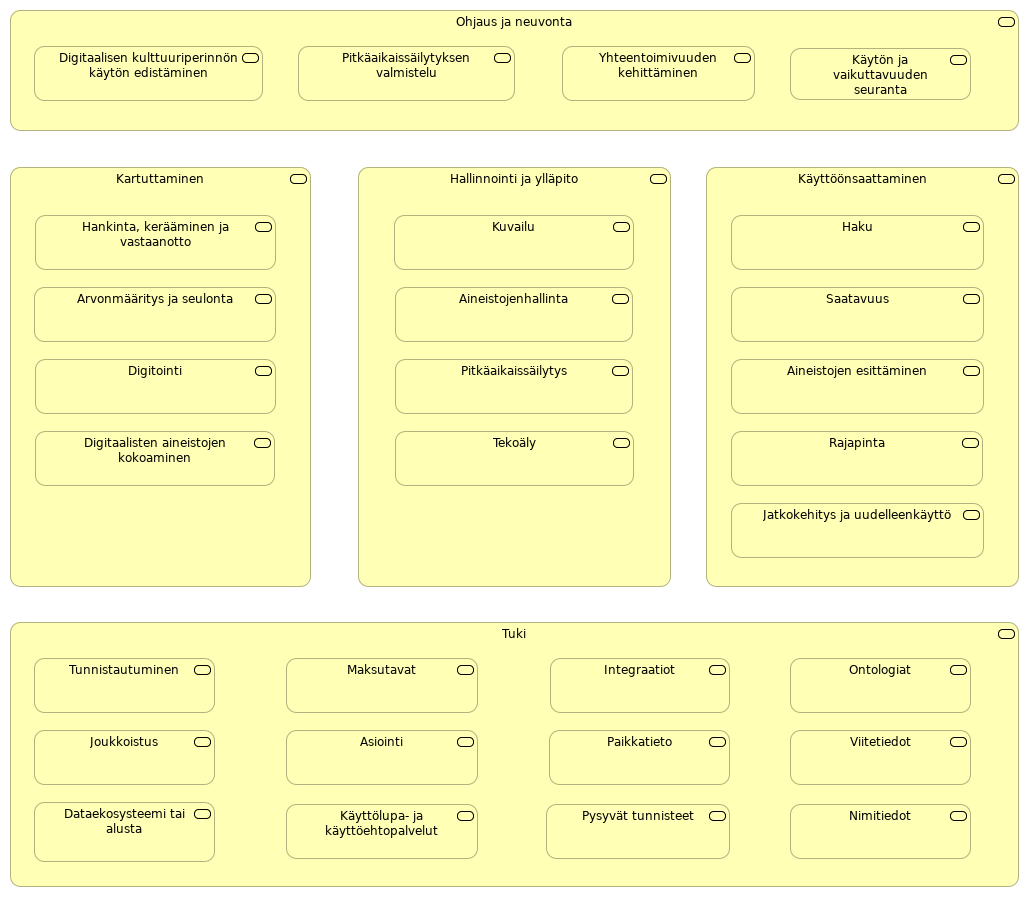 Ohjaus ja neuvonta
Digitaalisen kulttuuriperinnön
käytön edistäminen
Pitkäaikaissäilytyksen
valmistelu
Yhteentoimivuuden
kehittäminen
Käytön ja
vaikuttavuuden
seuranta
Kartuttaminen
Hankinta, kerääminen ja
vastaanotto
Arvonmääritys ja seulonta
Digitointi
Digitaalisten aineistojen
kokoaminen
Hallinnointi ja ylläpito
Kuvailu
Aineistojenhallinta
Pitkäaikaissäilytys
Tekoäly
Käyttöönsaattaminen
Haku
Saatavuus
Aineistojen esittäminen
Rajapinta
Jatkokehitys ja uudelleenkäyttö
Tuki
Tunnistautuminen
Maksutavat
Integraatiot
Ontologiat
Joukkoistus
Asiointi
Paikkatieto
Viitetiedot
Dataekosysteemi tai
alusta
Käyttölupa- ja
käyttöehtopalvelut
Pysyvät tunnisteet
Nimitiedot